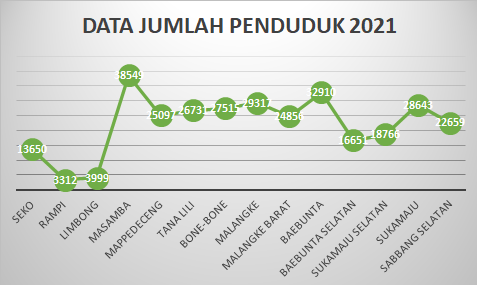 DATA JUMLAH PENDUDUK 2021
13650
3312
3999
38549
25097
26731
27515
29317
24856
32910
16651
18766
28643
22659
SEKO
RAMPI
LIMBONG
MASAMBA
MAPPEDECENG
TANA LILI
BONE-BONE
MALANGKE
MALANGKE BARAT
BAEBUNTA
BAEBUNTA SELATAN
SUKAMAJU SELATAN
SUKAMAJU
SABBANG SELATAN